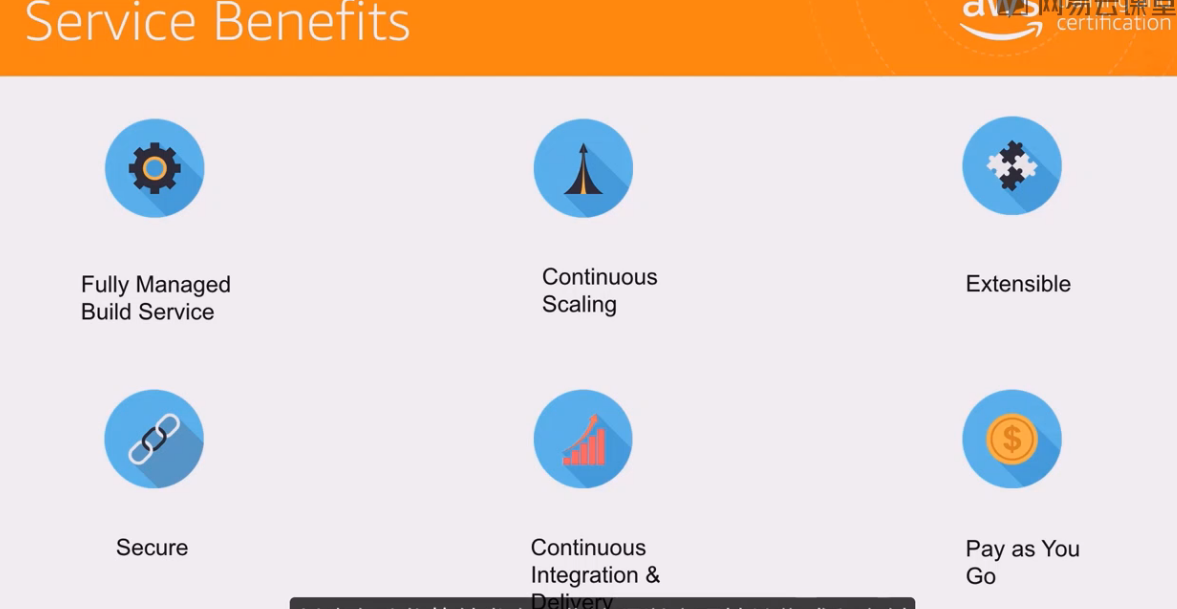 Service Benefits
aws
网易云课堂
certification
Fully Managed
Build Service
Continuous
Scaling
Extensible
Secure
Continuous
Integration &
Delivery
Pay as You
Go